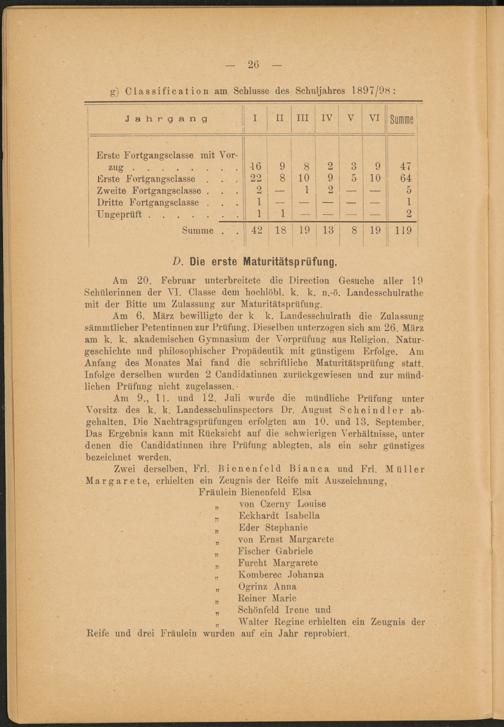 — 26 —
g) Classification am Schlusse des Schuljahres 1897/98:
Jahrgang I II III IV V VI Summe
Erste Fortgangsclasse mit Vor-
zug . . . . . . . . 16 9 8 2 3 9 47
Erste Fortgangsclasse . . . 22 8 10 9 5 10 64
Zweite Fortgangsclasse . . . 2 — 1 2 — — 5
Dritte Fortgangsclasse . . . 1 — — — — — 1
Ungeprüft . . . . . . 1 1 — — — — 2
Summe . . 42 18 19 13 8 19 119
D. Die erste Maturitätsprüfung.
Am 20. Februar unterbreitete die Direction Gesuche aller 19
Schülerinnen der VI. Classe dem hochlöbl. k. k. n.-ö. Landesschulrathe
mit der Bitte um Zulassung zur Maturitätsprüfung.
Am 6. März bewilligte der k k. Landesschulrath die Zulassung
sämmtlicher Petentinnen zur Prüfung. Dieselben unterzogen sich am 26. März
am k. k. akademischen Gymnasium der Vorprüfung aus Religion, Natur-
geschichte und philosophischer Propädeutik mit günstigem Erfolge. Am
Anfang des Monates Mai fand die schriftliche Maturitätsprüfung statt.
Infolge derselben wurden 2 Candidatinnen zurückgewiesen und zur münd-
lichen Prüfung nicht zugelassen.
Am 9., 11. und 12. Juli wurde die mündliche Prüfung unter
Vorsitz des k. k. Landesschulinspectors Dr. August Scheindler ab-
gehalten. Die Nachtragsprüfungen erfolgten am 10. und 13. September.
Das Ergebnis kann mit Rücksicht auf die schwierigen Verhältnisse, unter
denen die Candidatinnen ihre Prüfung ablegten, als ein sehr günstiges
bezeichnet werden.
Zwei derselben, Frl. Bienenfeld Bianca und Frl. Müller
Margarete, erhielten ein Zeugnis der Reife mit Auszeichnung,
Fräulein Bienenfeld Elsa
„ von Czerny Louise
„ Eckhardt Isabella
„ Eder Stephanie
„ von Ernst Margarete
„ Fischer Gabriele
„ Furcht Margarete
„ Komberec Johanna
„ Ogrinz Anna
„ Reiner Marie
„ Schönfeld Irene und
„ Walter Regine erhielten ein Zeugnis der
Reife und drei Fräulein wurden auf ein Jahr reprobiert.